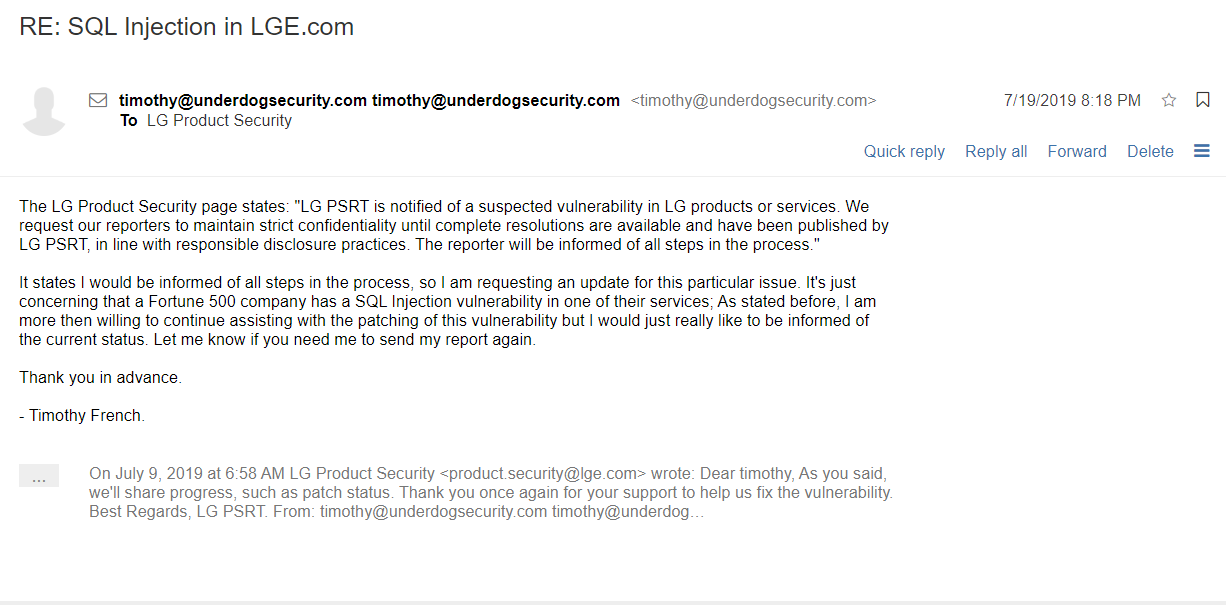 RE: SQL Injection in LGE.com
timothy@underdogsecurity.com timothy@underdogsecurity.com <timothy@underdogsecurity.com> 7/19/2019 8:18 PM
To LG Product Security
Quick reply Reply all Forward Delete
The LG Product Security page states: "LG PSRT is notified of a suspected vulnerability in LG products or services. We
request our reporters to maintain strict confidentiality until complete resolutions are available and have been published by
LG PSRT, in line with responsible disclosure practices. The reporter will be informed of all steps in the process."
It states I would be informed of all steps in the process, so I am requesting an update for this particular issue. It's just
concerning that a Fortune 500 company has a SQL Injection vulnerability in one of their services; As stated before, I am
more then willing to continue assisting with the patching of this vulnerability but I would just really like to be informed of
the current status. Let me know if you need me to send my report again.
Thank you in advance.
- Timothy French.
... On July 9, 2019 at 6:58 AM LG Product Security <product.security@lge.com> wrote: Dear timothy, As you said,
we'll share progress, such as patch status. Thank you once again for your support to help us fix the vulnerability.
Best Regards, LG PSRT. From: timothy@underdogsecurity.com timothy@underdog…